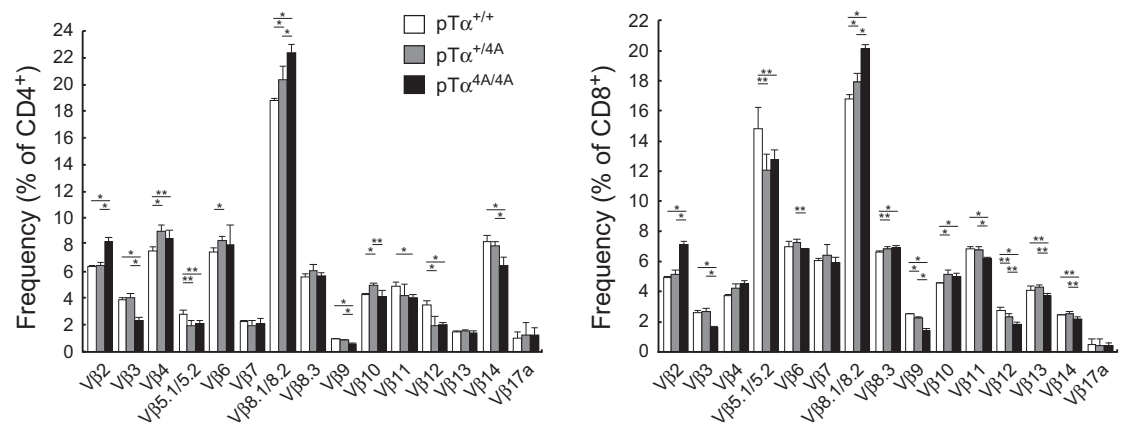 Frequency (% of CD4⁺)
24
22
20
18
16
14
12
10
8
6
4
2
0
pTα⁺/⁺
pTα⁺/⁴ᴬ
pTα⁴ᴬ/⁴ᴬ
* * * * * * ** * ** ** * * * * * * ** * * * * *
Vβ2
Vβ3
Vβ4
Vβ5.1/5.2
Vβ6
Vβ7
Vβ8.1/8.2
Vβ8.3
Vβ9
Vβ10
Vβ11
Vβ12
Vβ13
Vβ14
Vβ17a
Frequency (% of CD8⁺)
22
20
18
16
14
12
10
8
6
4
2
0
* * * * ** ** ** * * * * ** * * * * * * * * ** ** ** ** ** **
Vβ2
Vβ3
Vβ4
Vβ5.1/5.2
Vβ6
Vβ7
Vβ8.1/8.2
Vβ8.3
Vβ9
Vβ10
Vβ11
Vβ12
Vβ13
Vβ14
Vβ17a